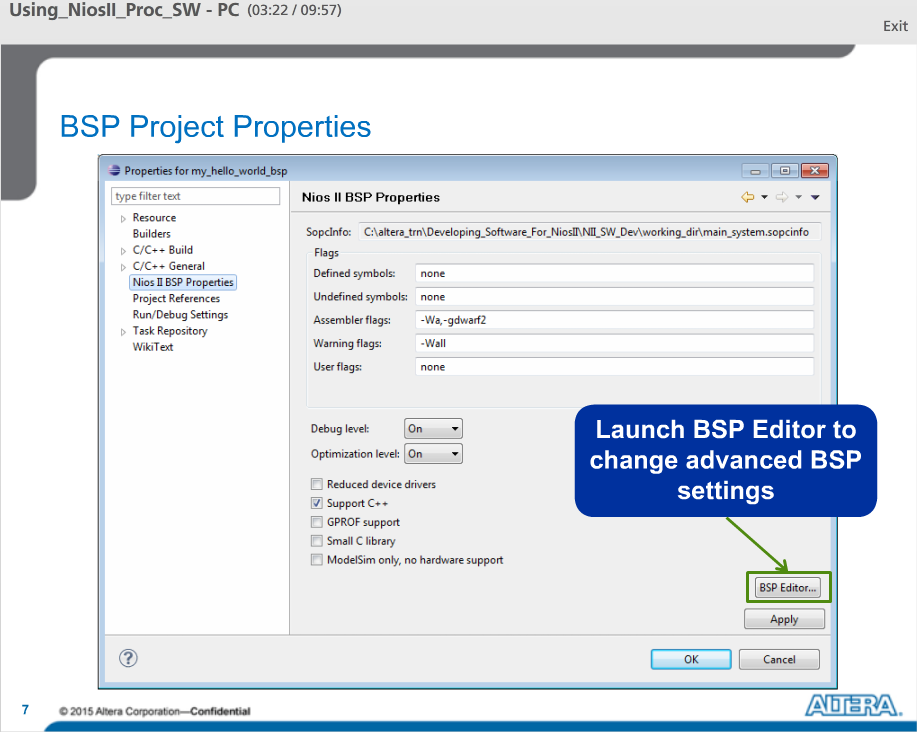 Using_NiosII_Proc_SW - PC (03:22 / 09:57)
Exit
BSP Project Properties
Properties for my_hello_world_bsp
type filter text
Resource
Builders
C/C++ Build
C/C++ General
Nios II BSP Properties
Project References
Run/Debug Settings
Task Repository
WikiText
Nios II BSP Properties
SopcInfo: C:\altera_trn\Developing_Software_For_NiosII\NII_SW_Dev\working_dir\main_system.sopcinfo
Flags
Defined symbols: none
Undefined symbols: none
Assembler flags: -Wa,-gdwarf2
Warning flags: -Wall
User flags: none
Debug level: On
Optimization level: On
Reduced device drivers
Support C++
GPROF support
Small C library
ModelSim only, no hardware support
Launch BSP Editor to
change advanced BSP
settings
BSP Editor...
Apply
?
OK Cancel
7 © 2015 Altera Corporation—Confidential
ALTERA.